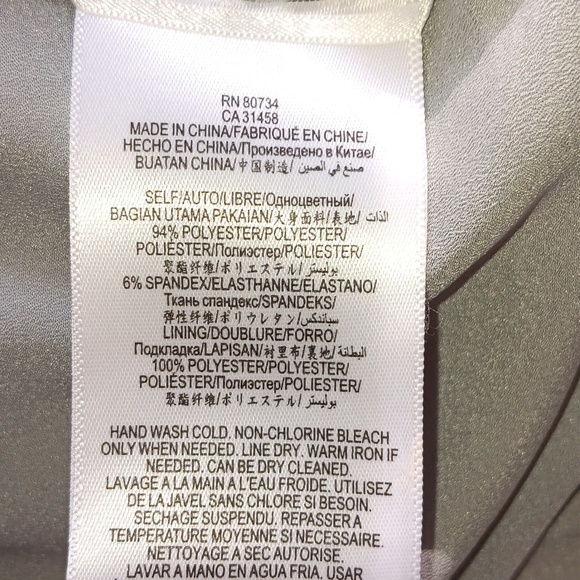 RN 80734
CA 31458
MADE IN CHINA/FABRIQUÉ EN CHINE/
HECHO EN CHINA/Произведено в Китае/
BUATAN CHINA/中国制造/صنع في الصين
SELF/AUTO/LIBRE/Одноцветный/
BAGIAN UTAMA PAKAIAN/大身面料/表地/الذات
94% POLYESTER/POLYESTER/
POLIÉSTER/Полиэстер/POLIESTER/
聚酯纤维/ポリエステル/بوليستر
6% SPANDEX/ELASTHANNE/ELASTANO/
Ткань спандекс/SPANDEKS/
弹性纤维/ポリウレタン/سباندكس
LINING/DOUBLURE/FORRO/
Подкладка/LAPISAN/衬里布/裏地/البطانة
100% POLYESTER/POLYESTER/
POLIÉSTER/Полиэстер/POLIESTER/
聚酯纤维/ポリエステル/بوليستر
HAND WASH COLD. NON-CHLORINE BLEACH
ONLY WHEN NEEDED. LINE DRY. WARM IRON IF
NEEDED. CAN BE DRY CLEANED.
LAVAGE A LA MAIN A L'EAU FROIDE. UTILISEZ
DE LA JAVEL SANS CHLORE SI BESOIN.
SECHAGE SUSPENDU. REPASSER A
TEMPERATURE MOYENNE SI NECESSAIRE.
NETTOYAGE A SEC AUTORISE.
LAVAR A MANO EN AGUA FRIA. USAR